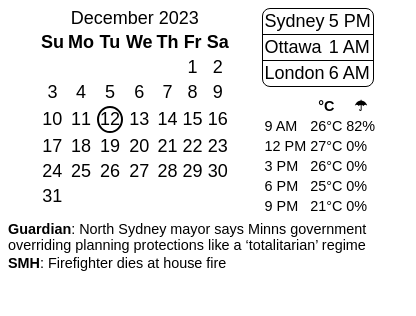 December 2023
Su Mo Tu We Th Fr Sa
1 2
3 4 5 6 7 8 9
10 11 12 13 14 15 16
17 18 19 20 21 22 23
24 25 26 27 28 29 30
31
Sydney 5 PM
Ottawa 1 AM
London 6 AM
°C ☂
9 AM 26°C 82%
12 PM 27°C 0%
3 PM 26°C 0%
6 PM 25°C 0%
9 PM 21°C 0%
Guardian: North Sydney mayor says Minns government
overriding planning protections like a ‘totalitarian’ regime
SMH: Firefighter dies at house fire